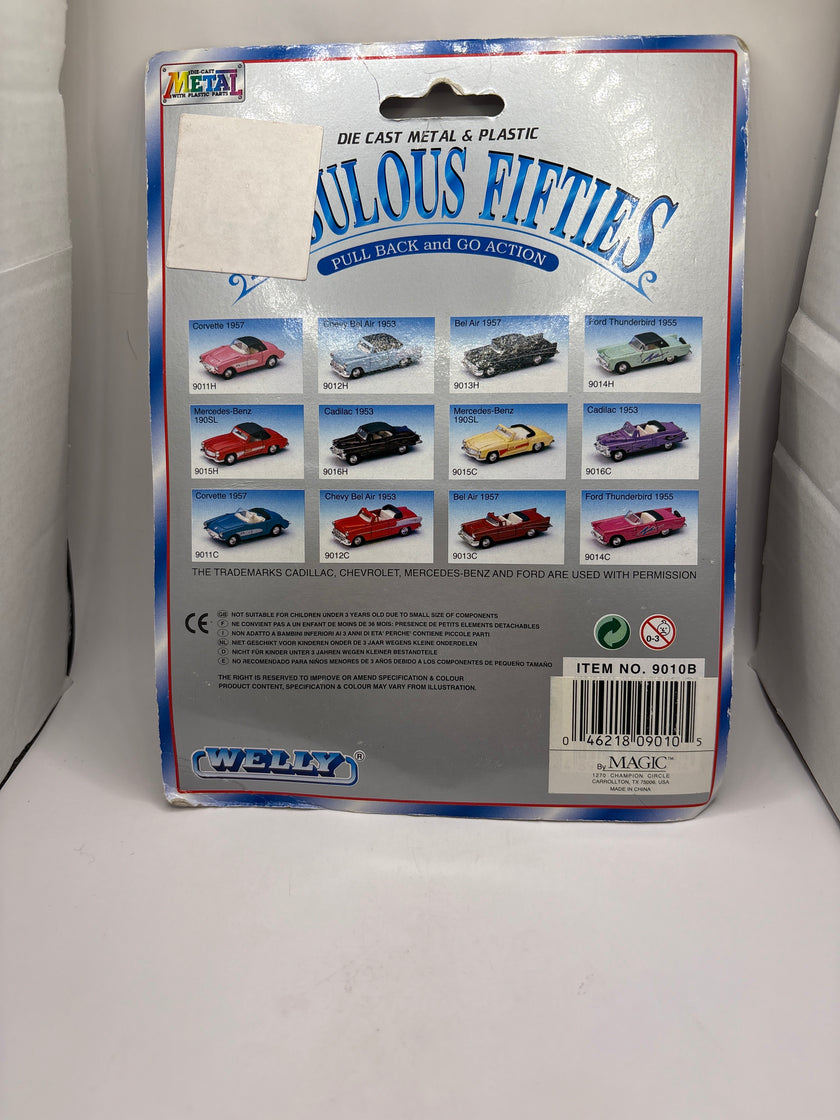 DIE-CAST
METAL
WITH PLASTIC PARTS
DIE CAST METAL & PLASTIC
BULOUS FIFTIES
PULL BACK and GO ACTION
Corvette 1957
9011H
Chevy Bel Air 1953
9012H
Bel Air 1957
9013H
Ford Thunderbird 1955
9014H
Mercedes-Benz
190SL
9015H
Cadilac 1953
9016H
Mercedes-Benz
190SL
9015C
Cadilac 1953
9016C
Corvette 1957
9011C
Chevy Bel Air 1953
9012C
Bel Air 1957
9013C
Ford Thunderbird 1955
9014C
THE TRADEMARKS CADILLAC, CHEVROLET, MERCEDES-BENZ AND FORD ARE USED WITH PERMISSION
CE
GB NOT SUITABLE FOR CHILDREN UNDER 3 YEARS OLD DUE TO SMALL SIZE OF COMPONENTS
F NE CONVIENT PAS A UN ENFANT DE MOINS DE 36 MOIS: PRESENCE DE PETITS ELEMENTS DETACHABLES
I NON ADATTO A BAMBINI INFERIORI AI 3 ANNI DI ETA' PERCHE' CONTIENE PICCOLE PARTI
NL NIET GESCHIKT VOOR KINDEREN ONDER DE 3 JAAR WEGENS KLEINE ONDERDELEN
D NICHT FÜR KINDER UNTER 3 JAHREN WEGEN KLEINER BESTANDTEILE
E NO RECOMENDADO PARA NIÑOS MENORES DE 3 AÑOS DEBIDO A LOS COMPONENTES DE PEQUEÑO TAMAÑO
0-3
THE RIGHT IS RESERVED TO IMPROVE OR AMEND SPECIFICATION & COLOUR
PRODUCT CONTENT, SPECIFICATION & COLOUR MAY VARY FROM ILLUSTRATION.
ITEM NO. 9010B
0 46218 09010 5
By MAGIC™
1270 CHAMPION CIRCLE
CARROLLTON, TX 75006, USA
MADE IN CHINA
WELLY®